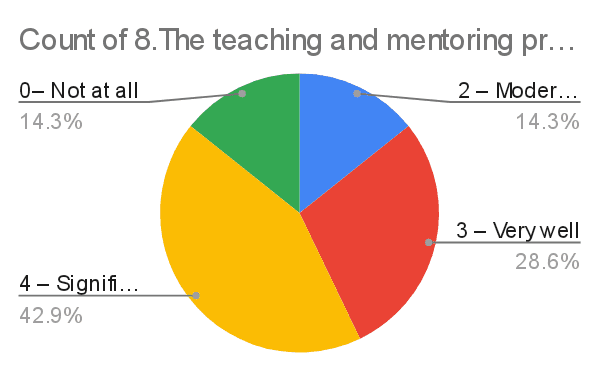 Count of 8.The teaching and mentoring pr…
0– Not at all
14.3%
2 – Moder…
14.3%
3 – Very well
28.6%
4 – Signifi…
42.9%